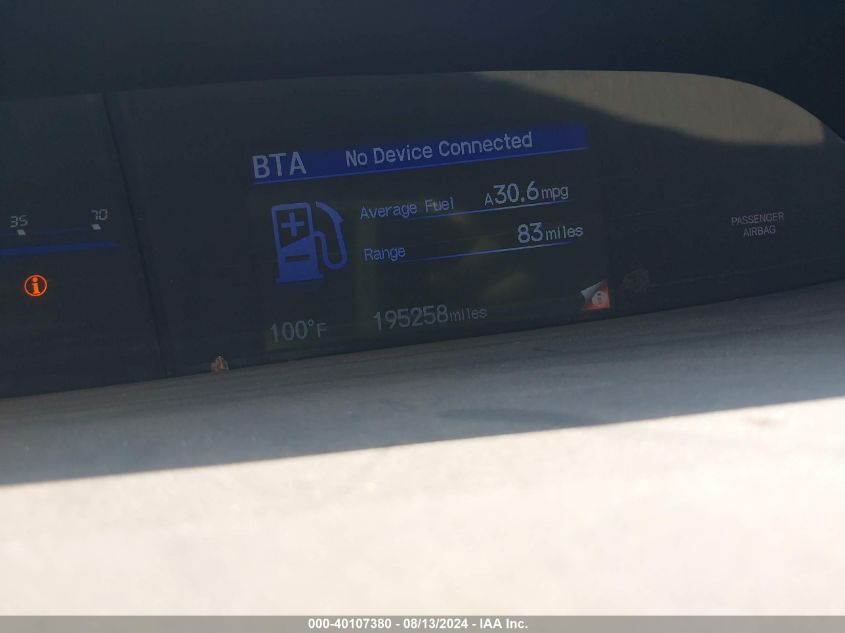 BTA No Device Connected
35 70
Average Fuel A30.6mpg
Range 83miles
PASSENGER
AIRBAG
100°F 195258miles
000-40107380 - 08/13/2024 - IAA Inc.